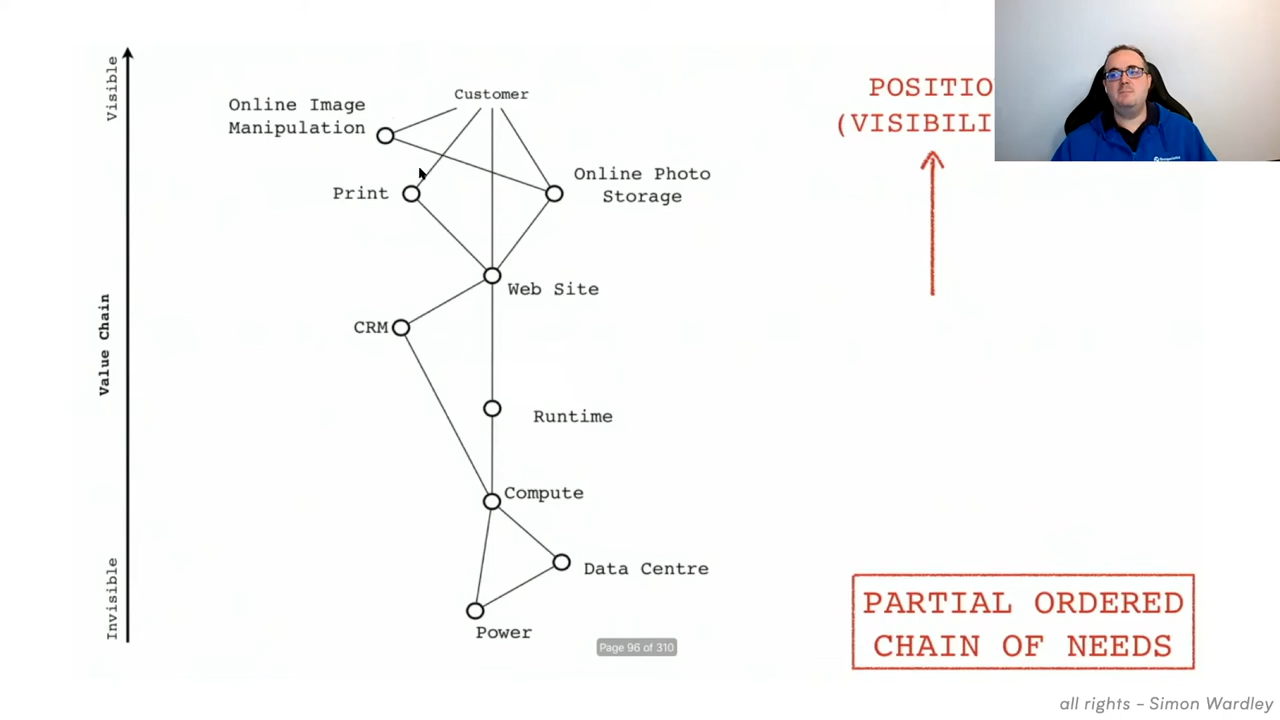 Visible
Value Chain
Invisible
Customer
Online Image
Manipulation
Print
Online Photo
Storage
Web Site
CRM
Runtime
Compute
Data Centre
Power
Page 96 of 310
POSITIO
(VISIBILI
PARTIAL ORDERED
CHAIN OF NEEDS
all rights – Simon Wardley